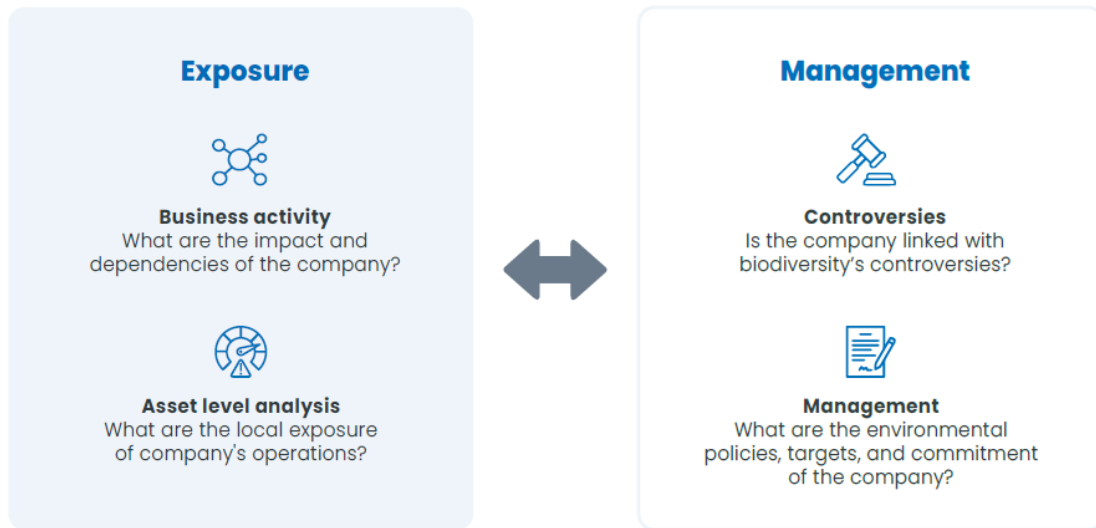 Exposure
Business activity
What are the impact and
dependencies of the company?
Asset level analysis
What are the local exposure
of company's operations?
Management
Controversies
Is the company linked with
biodiversity’s controversies?
Management
What are the environmental
policies, targets, and commitment
of the company?